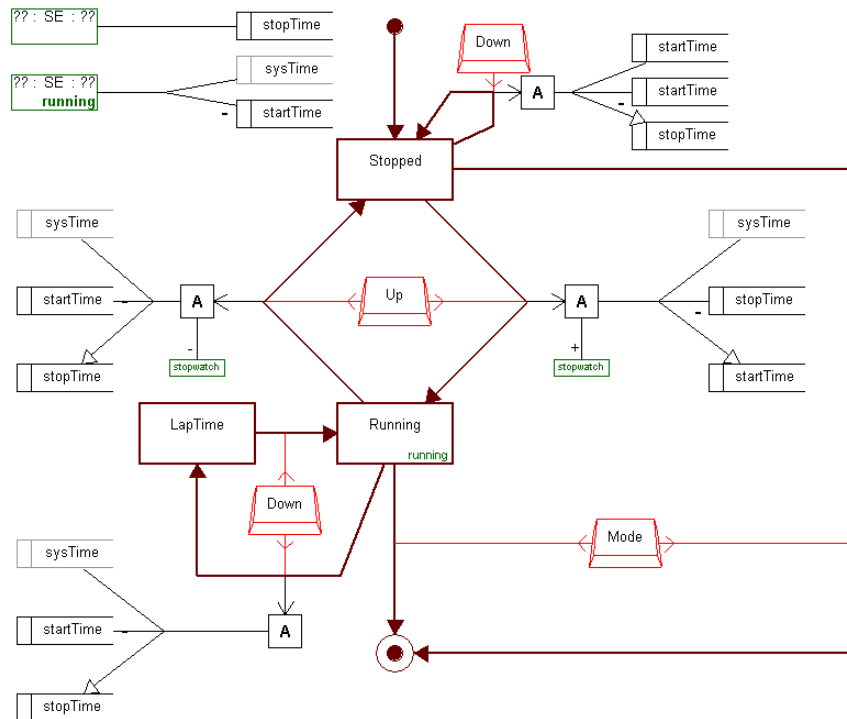 ?? : SE : ??
stopTime
Down
startTime
sysTime
?? : SE : ??
running
A
startTime
-
-
startTime
stopTime
Stopped
sysTime
sysTime
Up
startTime
-
A
A
stopTime
-
-
+
stopwatch
stopwatch
stopTime
startTime
LapTime
Running
running
Down
Mode
sysTime
startTime
-
A
stopTime